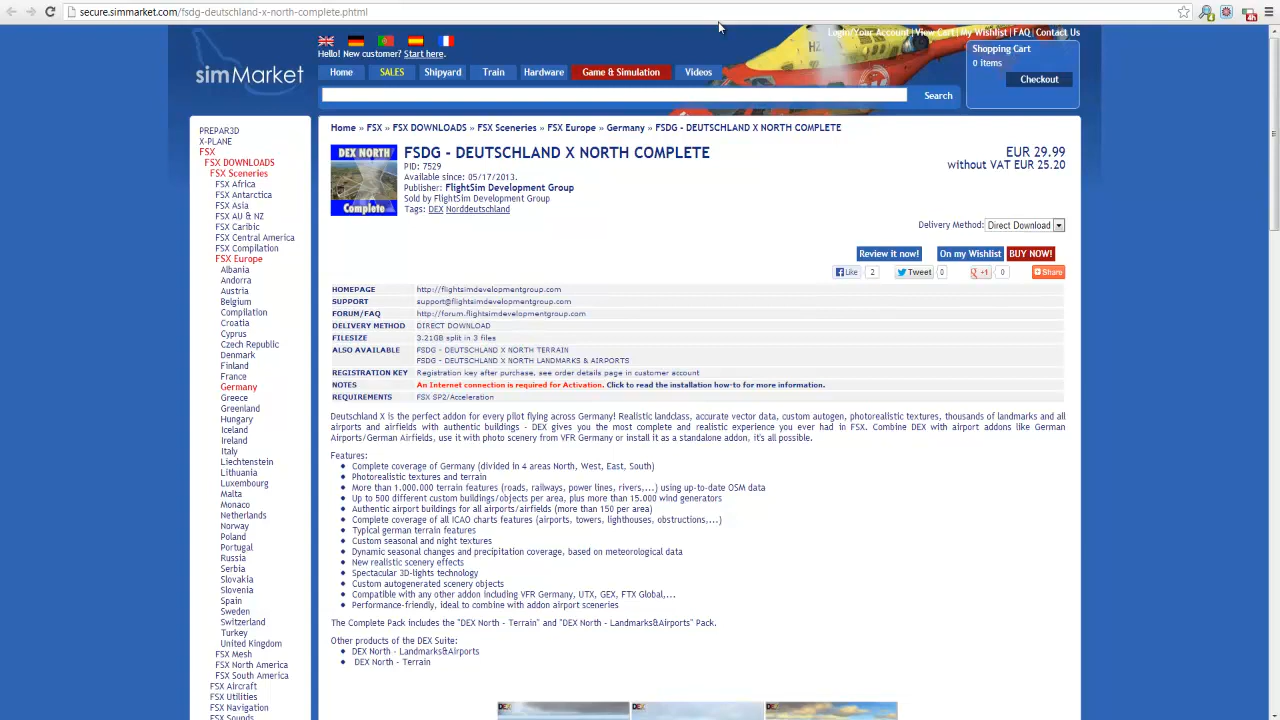 secure.simmarket.com/fsdg-deutschland-x-north-complete.phtml
simMarket
Hello! New customer? Start here.
Login/Your Account | View Cart | My Wishlist | FAQ | Contact Us
Home SALES Shipyard Train Hardware Game & Simulation Videos
Search
Shopping Cart
0 items
Checkout
PREPAR3D
X-PLANE
FSX
FSX DOWNLOADS
FSX Sceneries
FSX Africa
FSX Antarctica
FSX Asia
FSX AU & NZ
FSX Caribic
FSX Central America
FSX Compilation
FSX Europe
Albania
Andorra
Austria
Belgium
Compilation
Croatia
Cyprus
Czech Republic
Denmark
Finland
France
Germany
Greece
Greenland
Hungary
Iceland
Ireland
Italy
Liechtenstein
Lithuania
Luxembourg
Malta
Monaco
Netherlands
Norway
Poland
Portugal
Russia
Serbia
Slovakia
Slovenia
Spain
Sweden
Switzerland
Turkey
United Kingdom
FSX Mesh
FSX North America
FSX South America
FSX Aircraft
FSX Utilities
FSX Navigation
FSX Sounds
Home » FSX » FSX DOWNLOADS » FSX Sceneries » FSX Europe » Germany » FSDG - DEUTSCHLAND X NORTH COMPLETE
DEX NORTH
Complete
FSDG - DEUTSCHLAND X NORTH COMPLETE
PID: 7529
Available since: 05/17/2013.
Publisher: FlightSim Development Group
Sold by FlightSim Development Group
Tags: DEX Norddeutschland
EUR 29.99
without VAT EUR 25.20
Delivery Method: Direct Download
Review it now! On my Wishlist BUY NOW!
Like 2 Tweet 0 +1 0 Share
HOMEPAGE http://flightsimdevelopmentgroup.com
SUPPORT support@flightsimdevelopmentgroup.com
FORUM/FAQ http://forum.flightsimdevelopmentgroup.com
DELIVERY METHOD DIRECT DOWNLOAD
FILESIZE 3.21GB split in 3 files
ALSO AVAILABLE FSDG - DEUTSCHLAND X NORTH TERRAIN
FSDG - DEUTSCHLAND X NORTH LANDMARKS & AIRPORTS
REGISTRATION KEY Registration key after purchase, see order details page in customer account
NOTES An Internet connection is required for Activation. Click to read the installation how-to for more information.
REQUIREMENTS FSX SP2/Acceleration
Deutschland X is the perfect addon for every pilot flying across Germany! Realistic landclass, accurate vector data, custom autogen, photorealistic textures, thousands of landmarks and all
airports and airfields with authentic buildings - DEX gives you the most complete and realistic experience you ever had in FSX. Combine DEX with airport addons like German
Airports/German Airfields, use it with photo scenery from VFR Germany or install it as a standalone addon, it's all possible.
Features:
Complete coverage of Germany (divided in 4 areas North, West, East, South)
Photorealistic textures and terrain
More than 1.000.000 terrain features (roads, railways, power lines, rivers,...) using up-to-date OSM data
Up to 500 different custom buildings/objects per area, plus more than 15.000 wind generators
Authentic airport buildings for all airports/airfields (more than 150 per area)
Complete coverage of all ICAO charts features (airports, towers, lighthouses, obstructions,...)
Typical german terrain features
Custom seasonal and night textures
Dynamic seasonal changes and precipitation coverage, based on meteorological data
New realistic scenery effects
Spectacular 3D-lights technology
Custom autogenerated scenery objects
Compatible with any other addon including VFR Germany, UTX, GEX, FTX Global,...
Performance-friendly, ideal to combine with addon airport sceneries
The Complete Pack includes the "DEX North - Terrain" and "DEX North - Landmarks&Airports" Pack.
Other products of the DEX Suite:
DEX North - Landmarks&Airports
DEX North - Terrain